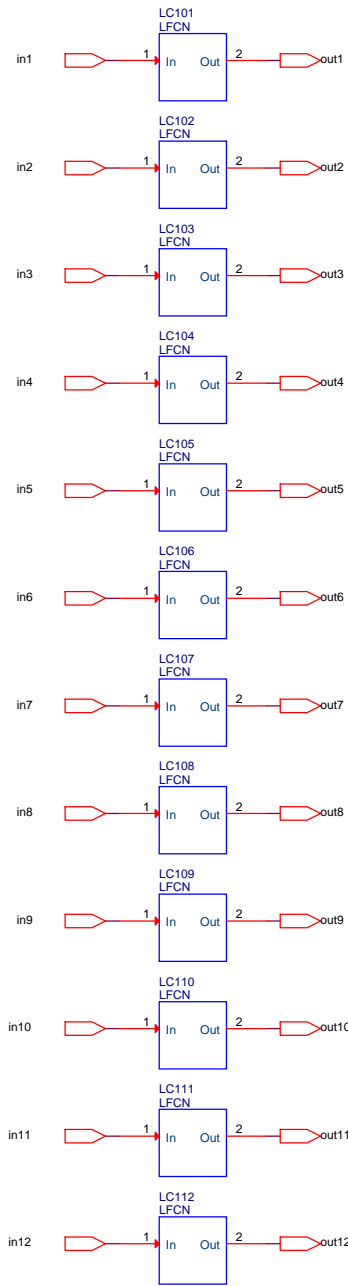 LC101
LFCN
in1 1 In Out 2 out1
LC102
LFCN
in2 1 In Out 2 out2
LC103
LFCN
in3 1 In Out 2 out3
LC104
LFCN
in4 1 In Out 2 out4
LC105
LFCN
in5 1 In Out 2 out5
LC106
LFCN
in6 1 In Out 2 out6
LC107
LFCN
in7 1 In Out 2 out7
LC108
LFCN
in8 1 In Out 2 out8
LC109
LFCN
in9 1 In Out 2 out9
LC110
LFCN
in10 1 In Out 2 out10
LC111
LFCN
in11 1 In Out 2 out11
LC112
LFCN
in12 1 In Out 2 out12